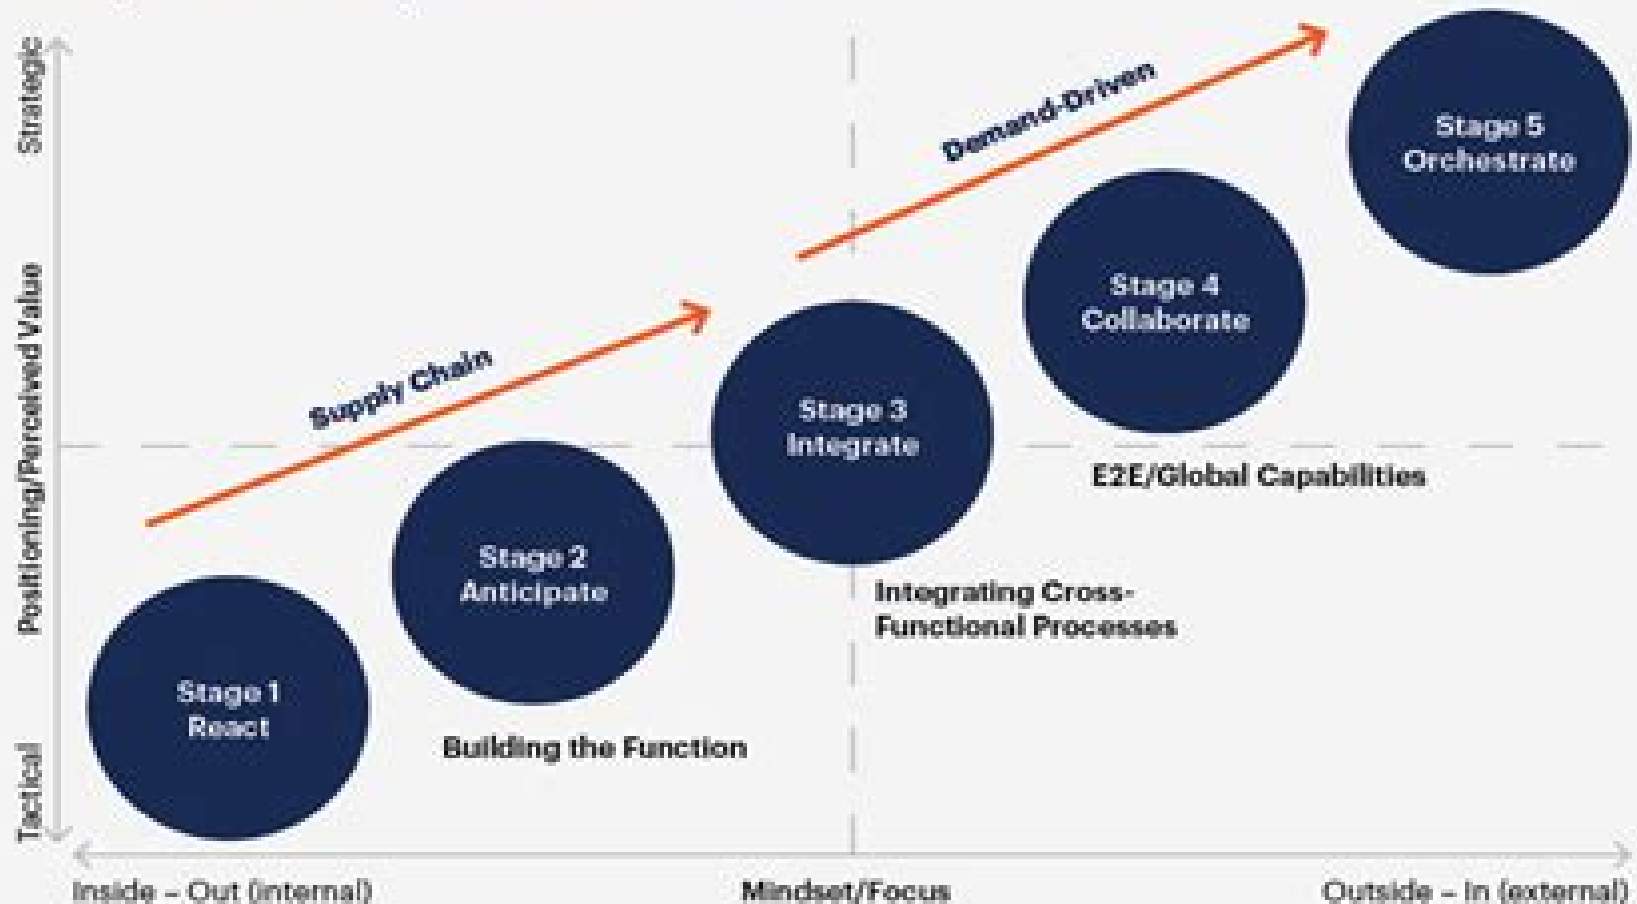 Strategic
Positioning/Perceived Value
Tactical
Supply Chain
Demand-Driven
Stage 5
Orchestrate
Stage 4
Collaborate
Stage 3
Integrate
E2E/Global Capabilities
Stage 2
Anticipate
Integrating Cross-
Functional Processes
Stage 1
React
Building the Function
Inside – Out (internal)
Mindset/Focus
Outside – In (external)